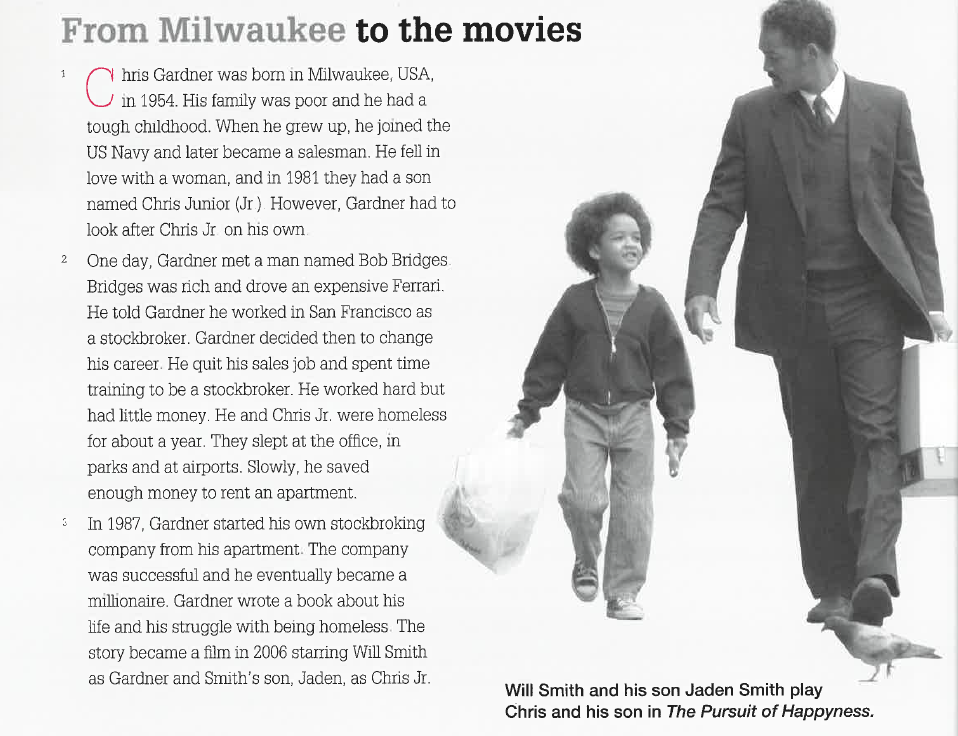 From Milwaukee to the movies
1 Chris Gardner was born in Milwaukee, USA,
in 1954. His family was poor and he had a
tough childhood. When he grew up, he joined the
US Navy and later became a salesman. He fell in
love with a woman, and in 1981 they had a son
named Chris Junior (Jr.) However, Gardner had to
look after Chris Jr. on his own.
2 One day, Gardner met a man named Bob Bridges.
Bridges was rich and drove an expensive Ferrari.
He told Gardner he worked in San Francisco as
a stockbroker. Gardner decided then to change
his career. He quit his sales job and spent time
training to be a stockbroker. He worked hard but
had little money. He and Chris Jr. were homeless
for about a year. They slept at the office, in
parks and at airports. Slowly, he saved
enough money to rent an apartment.
3 In 1987, Gardner started his own stockbroking
company from his apartment. The company
was successful and he eventually became a
millionaire. Gardner wrote a book about his
life and his struggle with being homeless. The
story became a film in 2006 starring Will Smith
as Gardner and Smith's son, Jaden, as Chris Jr.
Will Smith and his son Jaden Smith play
Chris and his son in The Pursuit of Happyness.